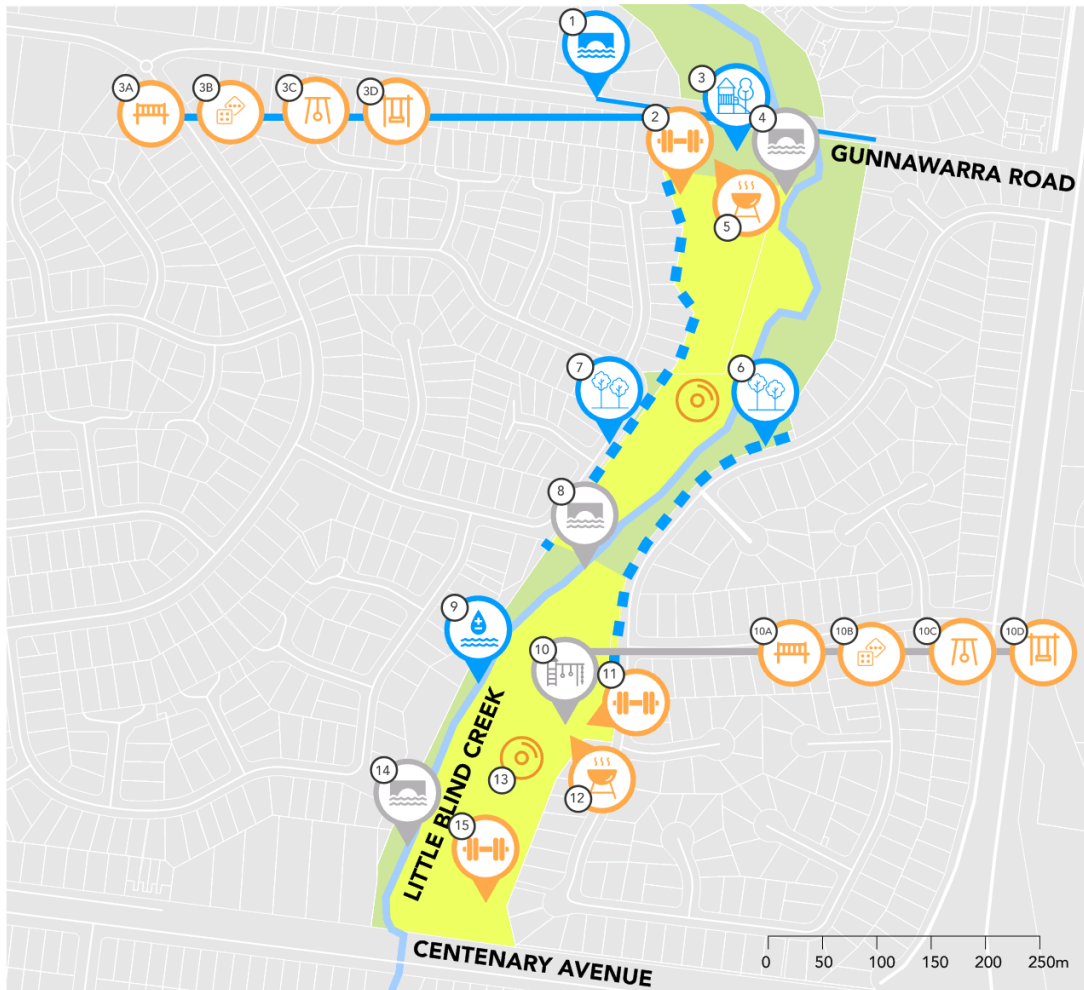 1
3A
3B
3C
3D
3
2
4
GUNNAWARRA ROAD
5
7
6
8
9
10
10A
10B
10C
10D
11
LITTLE BLIND CREEK
13
12
14
15
CENTENARY AVENUE
0 50 100 150 200 250m